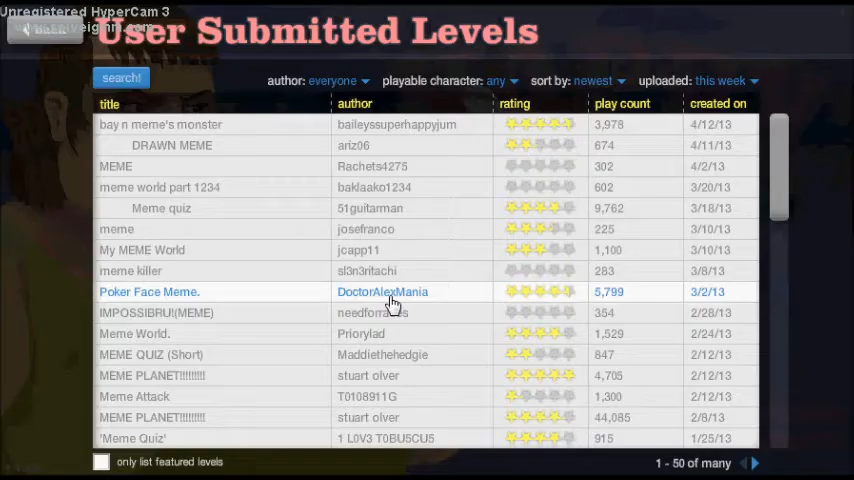 Unregistered HyperCam 3
User Submitted Levels
search!
author: everyone playable character: any sort by: newest uploaded: this week
title author rating play count created on
bay n meme's monster baileyssuperhappyjum 3,978 4/12/13
DRAWN MEME ariz06 674 4/11/13
MEME Rachets4275 302 4/2/13
meme world part 1234 baklaako1234 602 3/20/13
Meme quiz 51guitarman 9,762 3/18/13
meme josefranco 225 3/10/13
My MEME World jcapp11 1,100 3/10/13
meme killer sl3n3ritachi 283 3/8/13
Poker Face Meme. DoctorAlexMania 5,799 3/2/13
IMPOSSIBRU!(MEME) 354 2/28/13
Meme World. Priorylad 1,529 2/24/13
MEME QUIZ (Short) Maddiethehedgie 847 2/12/13
MEME PLANET!!!!!!!!! stuart olver 4,705 2/12/13
Meme Attack T0108911G 1,300 2/12/13
MEME PLANET!!!!!!!!! stuart olver 44,085 2/8/13
'Meme Quiz' 1 L0V3 T0BU5CU5 915 1/25/13
only list featured levels 1 - 50 of many